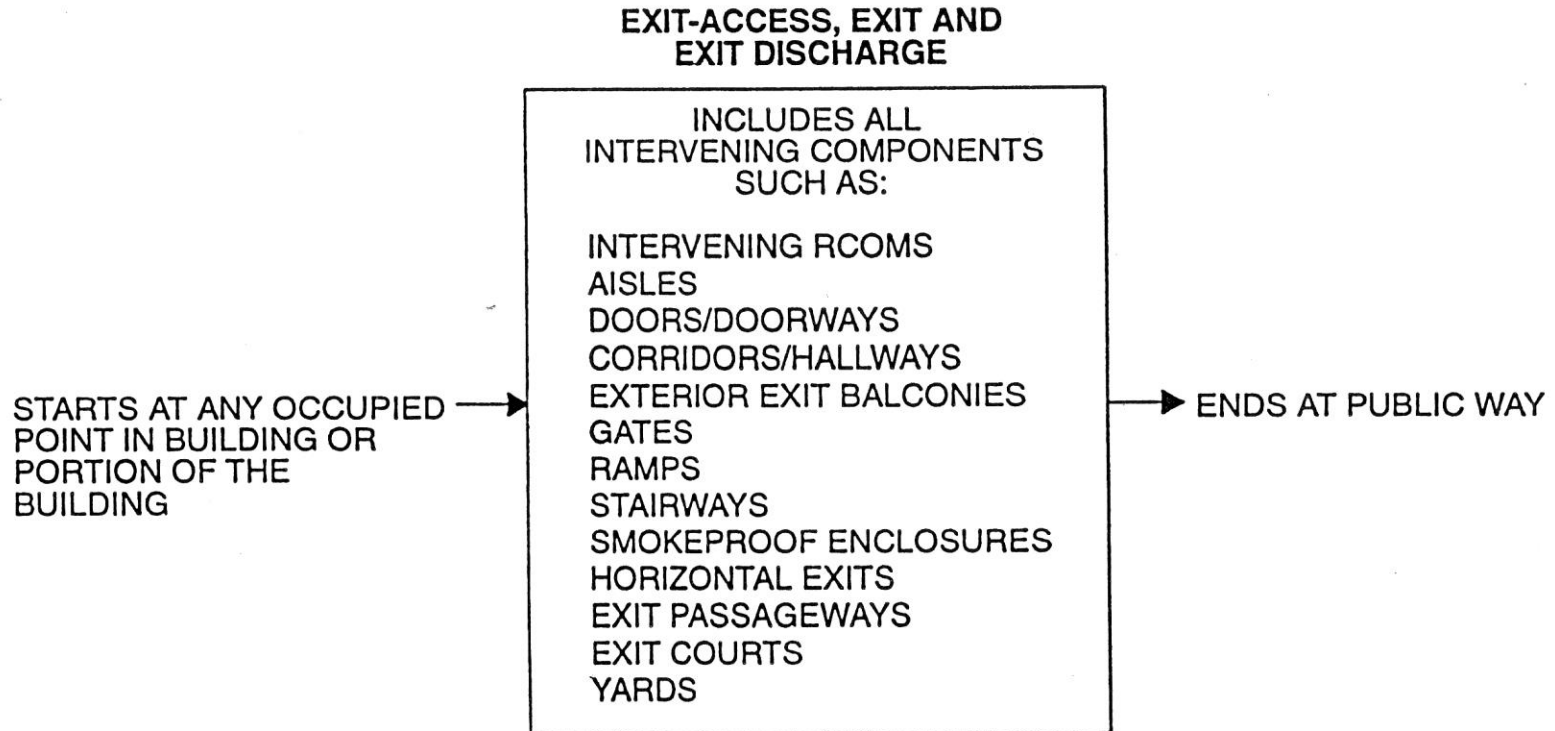 EXIT-ACCESS, EXIT AND
EXIT DISCHARGE
INCLUDES ALL
INTERVENING COMPONENTS
SUCH AS:
INTERVENING RCOMS
AISLES
DOORS/DOORWAYS
CORRIDORS/HALLWAYS
EXTERIOR EXIT BALCONIES
GATES
RAMPS
STAIRWAYS
SMOKEPROOF ENCLOSURES
HORIZONTAL EXITS
EXIT PASSAGEWAYS
EXIT COURTS
YARDS
STARTS AT ANY OCCUPIED
POINT IN BUILDING OR
PORTION OF THE
BUILDING
ENDS AT PUBLIC WAY